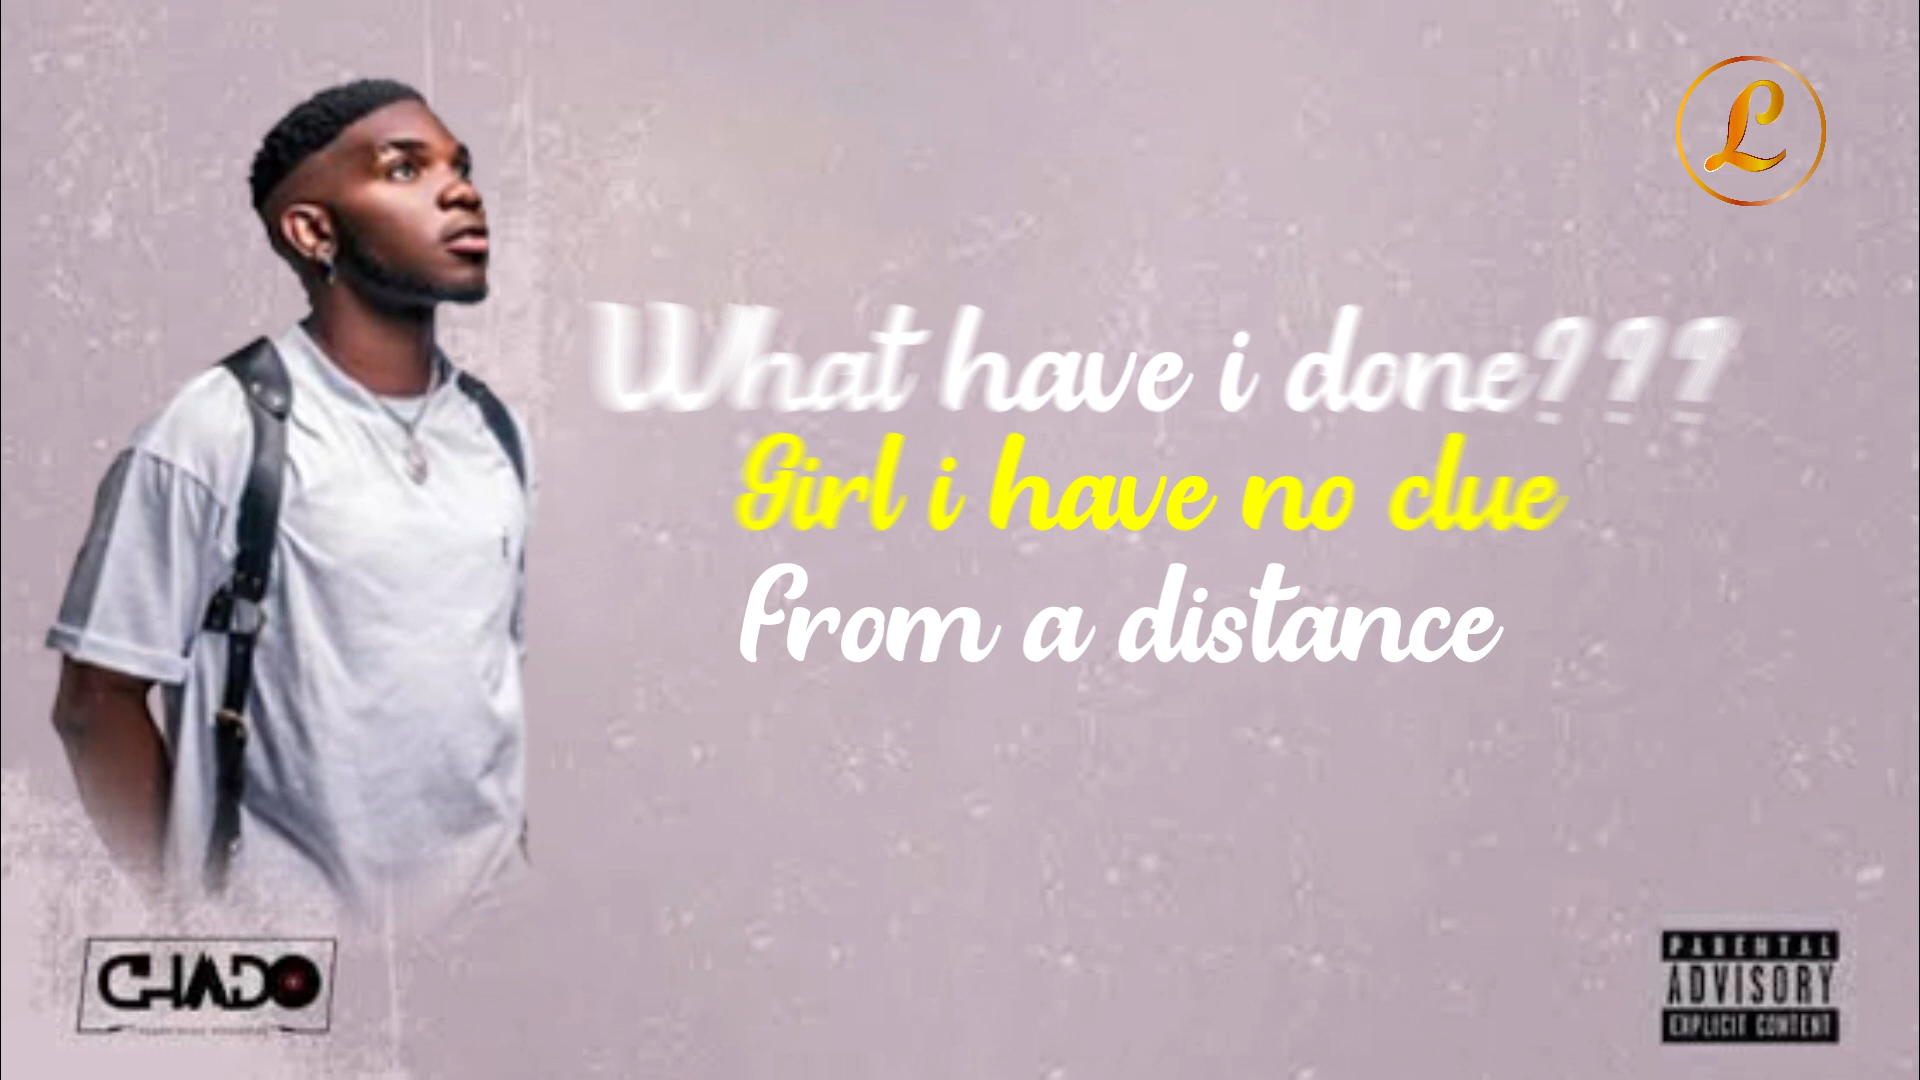 L
What have i done???
Girl i have no clue
From a distance
CHADO
PARENTAL
ADVISORY
EXPLICIT CONTENT